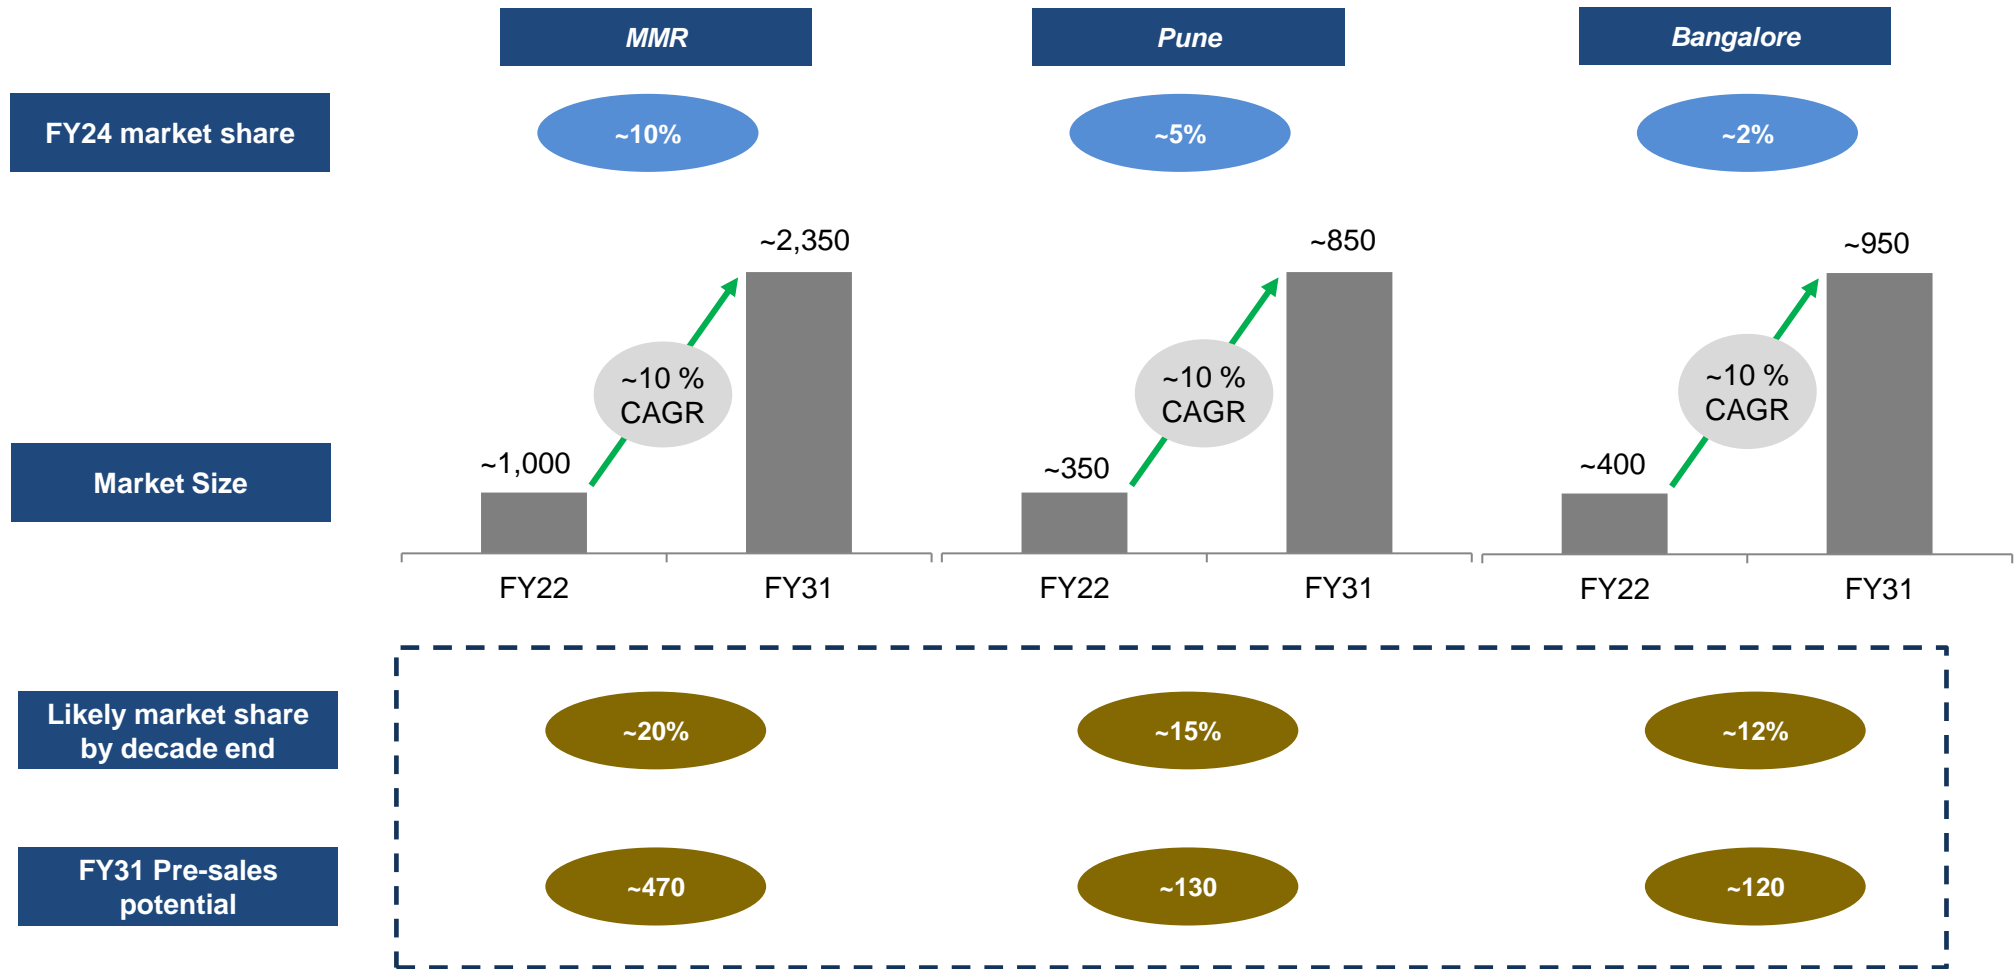 MMR
Pune
Bangalore
FY24 market share
~10%
~5%
~2%
~2,350
~850
~950
~10 %
CAGR
~10 %
CAGR
~10 %
CAGR
Market Size
~1,000
~350
~400
FY22
FY31
FY22
FY31
FY22
FY31
Likely market share
by decade end
~20%
~15%
~12%
FY31 Pre-sales
potential
~470
~130
~120